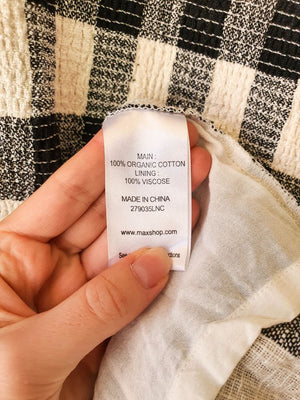 MAIN :
100% ORGANIC COTTON
LINING :
100% VISCOSE
MADE IN CHINA
279035LNC
www.maxshop.com